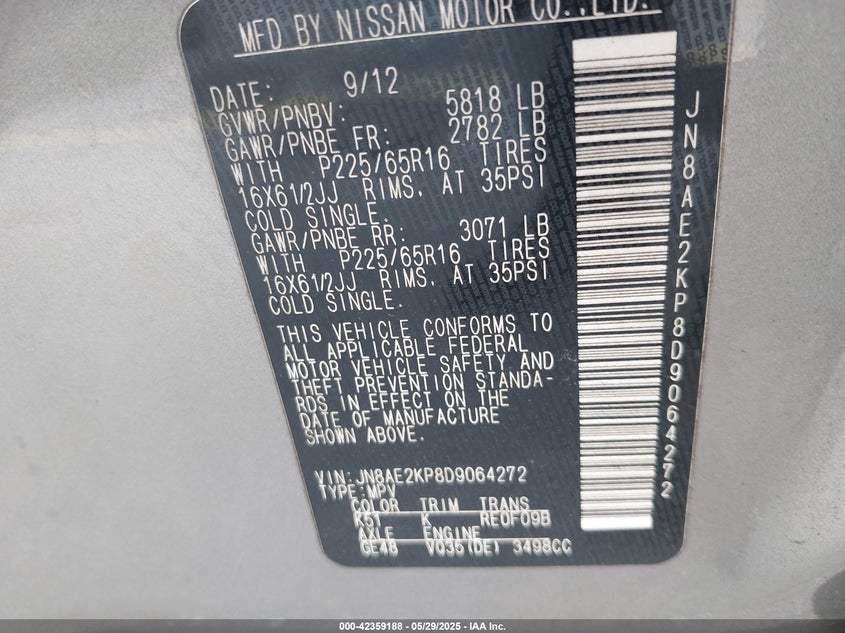 MFD BY NISSAN MOTOR CO.,LTD.
DATE: 9/12
GVWR/PNBV: 5818 LB
GAWR/PNBE FR: 2782 LB
WITH P225/65R16 TIRES
16X61/2JJ RIMS, AT 35PSI
COLD SINGLE.
GAWR/PNBE RR: 3071 LB
WITH P225/65R16 TIRES
16X61/2JJ RIMS, AT 35PSI
COLD SINGLE.
THIS VEHICLE CONFORMS TO
ALL APPLICABLE FEDERAL
MOTOR VEHICLE SAFETY AND
THEFT PREVENTION STANDA-
RDS IN EFFECT ON THE
DATE OF MANUFACTURE
SHOWN ABOVE.
VIN:JN8AE2KP8D9064272
TYPE:MPV
COLOR TRIM TRANS
K51 K RE0F09B
AXLE ENGINE
GE48 VQ35(DE) 3498CC
JN8AE2KP8D9064272
000-42359188 - 05/29/2025 - IAA Inc.